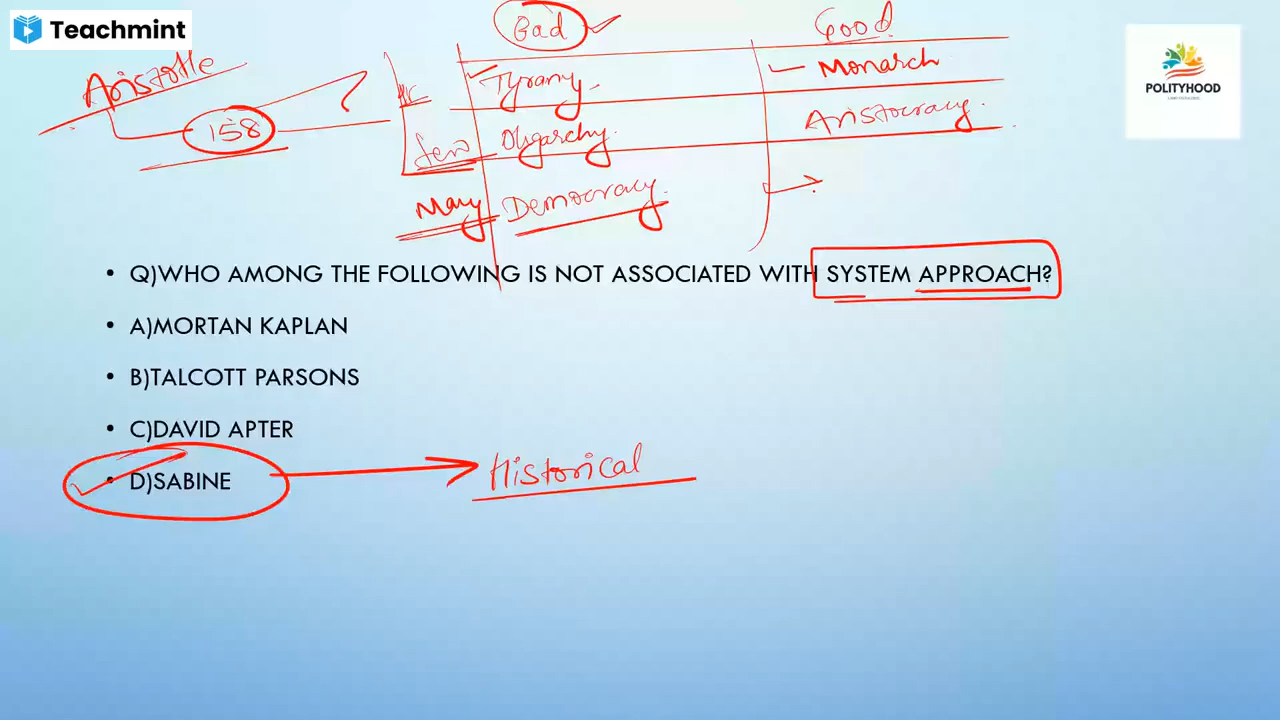 Teachmint
Bad Good
Aristotle
Tyrany Monarch
158
few Oligarchy Aristocracy
Many Democracy
POLITYHOOD
• Q)WHO AMONG THE FOLLOWING IS NOT ASSOCIATED WITH SYSTEM APPROACH?
• A)MORTAN KAPLAN
• B)TALCOTT PARSONS
• C)DAVID APTER
• D)SABINE
Historical